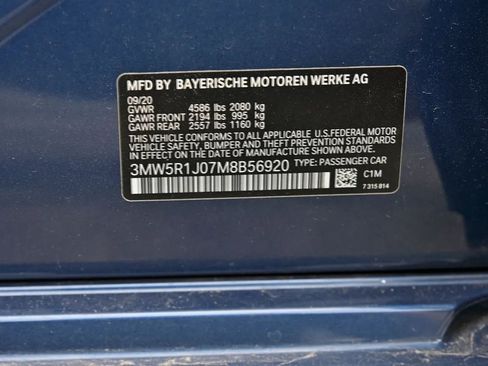 MFD BY BAYERISCHE MOTOREN WERKE AG
09/20
GVWR 4586 lbs 2080 kg
GAWR FRONT 2194 lbs 995 kg
GAWR REAR 2557 lbs 1160 kg
THIS VEHICLE CONFORMS TO ALL APPLICABLE U.S.FEDERAL MOTOR
VEHICLE SAFETY, BUMPER, AND THEFT PREVENTION STANDARDS
IN EFFECT ON THE DATE OF MANUFACTURE SHOWN ABOVE.
3MW5R1J07M8B56920 TYPE: PASSENGER CAR
C1M
7 315 814